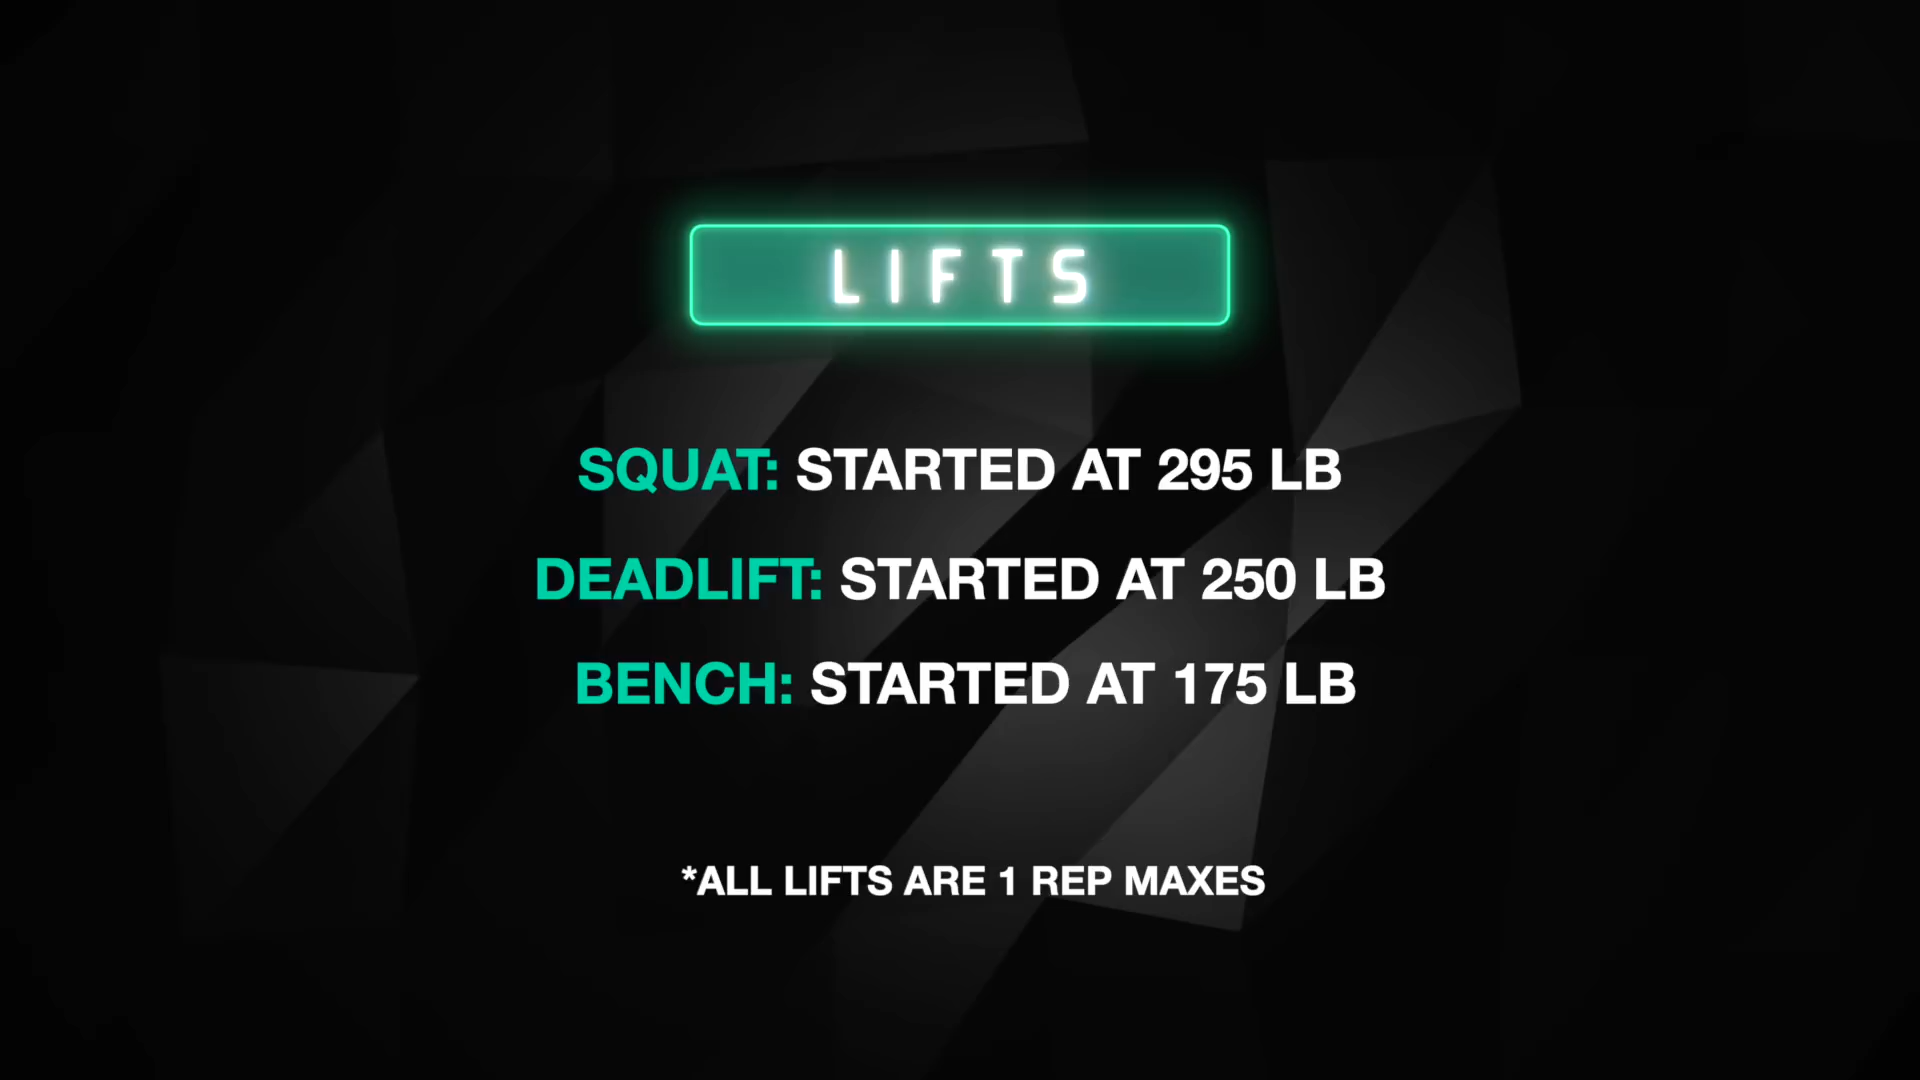 LIFTS
SQUAT: STARTED AT 295 LB
DEADLIFT: STARTED AT 250 LB
BENCH: STARTED AT 175 LB
*ALL LIFTS ARE 1 REP MAXES